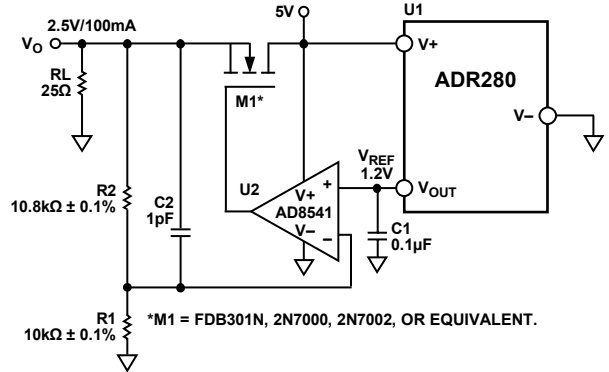 U1
5V
2.5V/100mA
VO
V+
RL
25Ω
ADR280
M1*
V–
VREF
1.2V
VOUT
U2
V+
+
AD8541
V–
–
R2
10.8kΩ ± 0.1%
C2
1pF
C1
0.1µF
R1
10kΩ ± 0.1%
*M1 = FDB301N, 2N7000, 2N7002, OR EQUIVALENT.